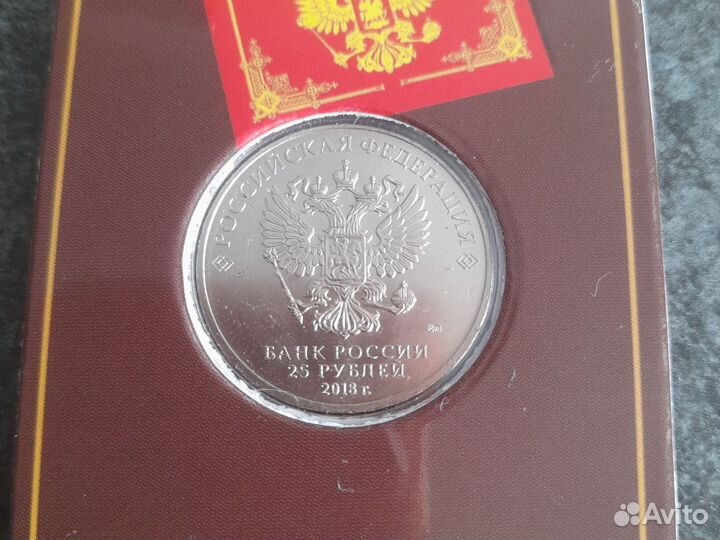 РОССИЙСКАЯ ФЕДЕРАЦИЯ
БАНК РОССИИ
25 РУБЛЕЙ
2018 г.
Avito